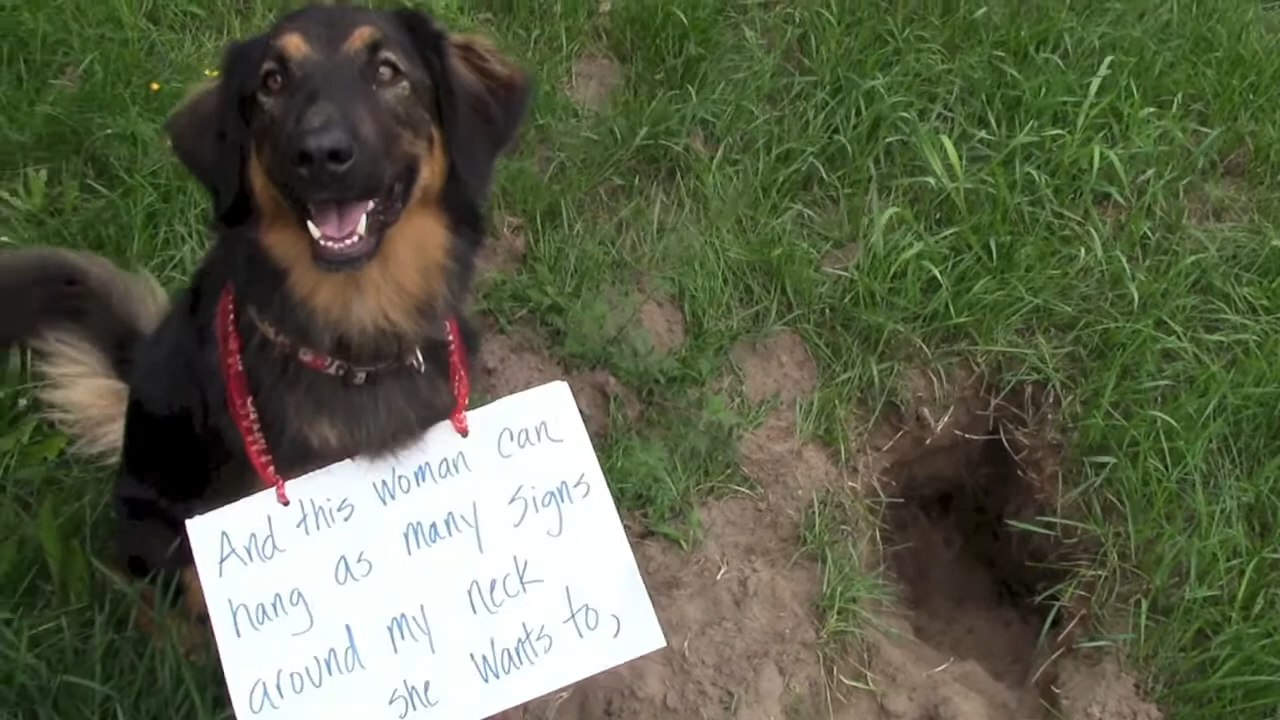 And this woman can
hang as many signs
around my neck
she wants to,